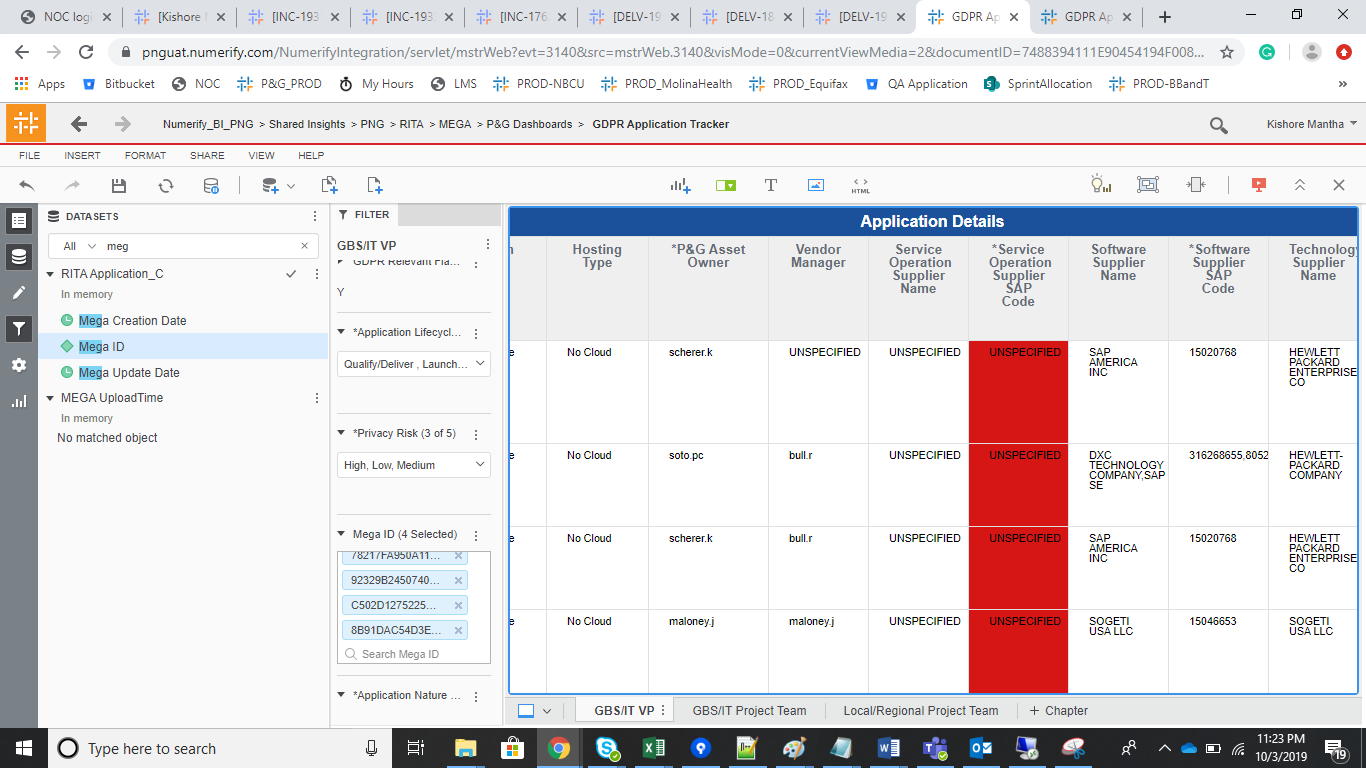 NOC logi
[Kishore
[INC-193
[INC-193
[INC-176
[DELV-19
[DELV-18
[DELV-19
GDPR Ap
GDPR Ap
pnguat.numerify.com/NumerifyIntegration/servlet/mstrWeb?evt=3140&src=mstrWeb.3140&visMode=0&currentViewMedia=2&documentID=7488394111E90454194F008...
Apps
Bitbucket
NOC
P&G_PROD
My Hours
LMS
PROD-NBCU
PROD_MolinaHealth
PROD_Equifax
QA Application
SprintAllocation
PROD-BBandT
»
Numerify_BI_PNG > Shared Insights > PNG > RITA > MEGA > P&G Dashboards > GDPR Application Tracker
Kishore Mantha
FILE INSERT FORMAT SHARE VIEW HELP
HTML
DATASETS
All meg
RITA Application_C
In memory
Mega Creation Date
Mega ID
Mega Update Date
MEGA UploadTime
In memory
No matched object
FILTER
GBS/IT VP
GDPR Relevant Fla...
Y
*Application Lifecycl...
Qualify/Deliver , Launch...
*Privacy Risk (3 of 5)
High, Low, Medium
Mega ID (4 Selected)
78217FA950A11...
92329B2450740...
C502D1275225...
8B91DAC54D3E...
Search Mega ID
*Application Nature ...
Application Details
Hosting
Type
*P&G Asset
Owner
Vendor
Manager
Service
Operation
Supplier
Name
*Service
Operation
Supplier
SAP
Code
Software
Supplier
Name
*Software
Supplier
SAP
Code
Technology
Supplier
Name
e No Cloud scherer.k UNSPECIFIED UNSPECIFIED UNSPECIFIED
SAP
AMERICA
INC
15020768
HEWLETT
PACKARD
ENTERPRISE
CO
e No Cloud soto.pc bull.r UNSPECIFIED UNSPECIFIED
DXC
TECHNOLOGY
COMPANY,SAP
SE
316268655,8052
HEWLETT-
PACKARD
COMPANY
e No Cloud scherer.k bull.r UNSPECIFIED UNSPECIFIED
SAP
AMERICA
INC
15020768
HEWLETT
PACKARD
ENTERPRISE
CO
e No Cloud maloney.j maloney.j UNSPECIFIED UNSPECIFIED
SOGETI
USA LLC
15046653
SOGETI
USA LLC
GBS/IT VP
GBS/IT Project Team
Local/Regional Project Team
+ Chapter
Type here to search
11:23 PM
10/3/2019
19